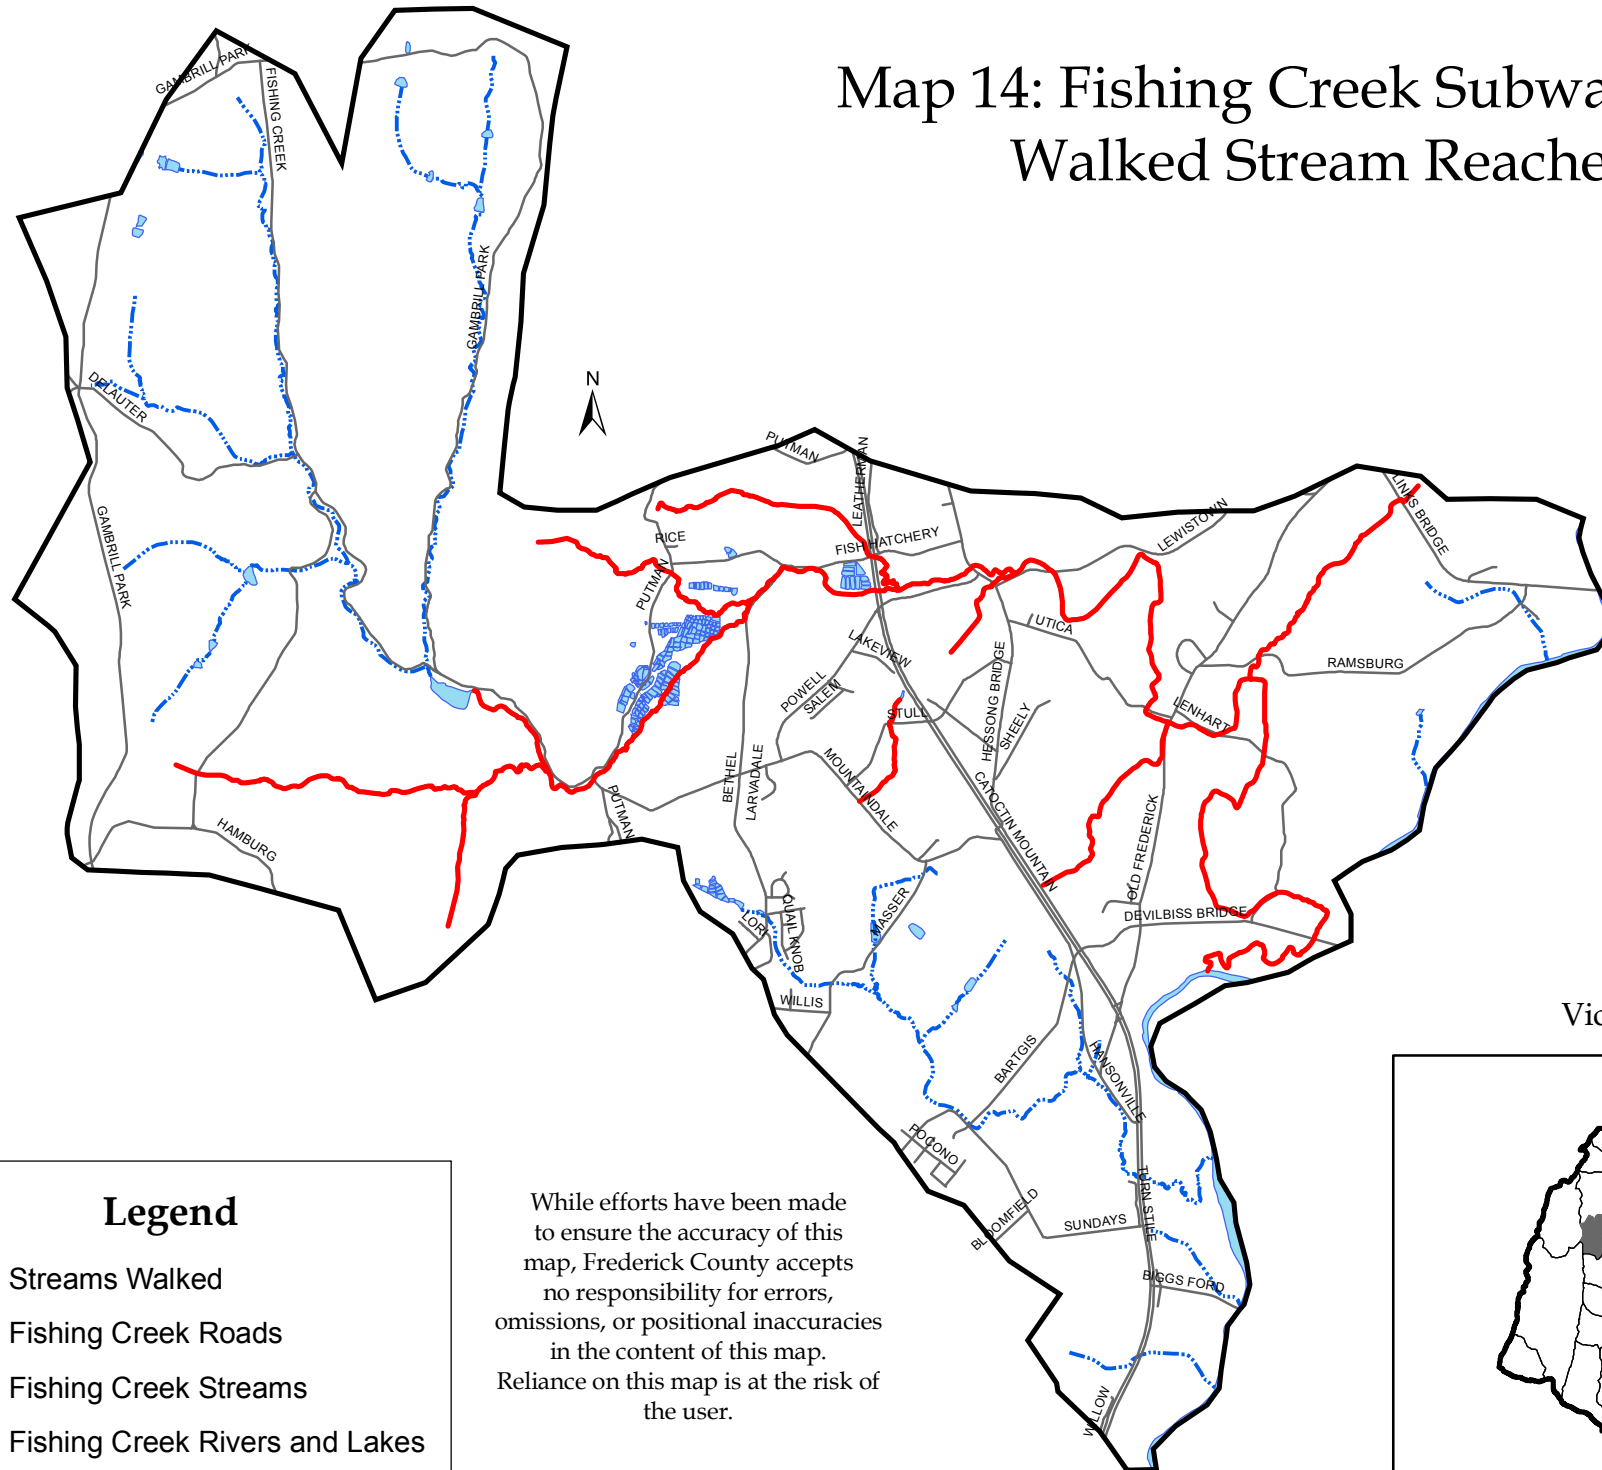 Map 14: Fishing Creek Subwa
Walked Stream Reache
GAMBRILL PARK
FISHING CREEK
GAMBRILL PARK
DELAUTER
GAMBRILL PARK
HAMBURG
N
PUTMAN
LEATHERMAN
FISH HATCHERY
RICE
PUTMAN
LEWISTOWN
LINKS BRIDGE
UTICA
LAKEVIEW
POWELL
SALEM
STULL
HESSONG BRIDGE
SHEELY
RAMSBURG
LENHART
BETHEL
LARVADALE
MOUNTAINDALE
CATOCTIN MOUNTAIN
PUTMAN
OLD FREDERICK
DEVILBISS BRIDGE
MASSER
QUAIL KNOB
LORI
WILLIS
BARTGIS
HANSONVILLE
POCONO
BLOOMFIELD
SUNDAYS
TURN STILE
BIGGS FORD
WILLOW
Vic
Legend
Streams Walked
Fishing Creek Roads
Fishing Creek Streams
Fishing Creek Rivers and Lakes
While efforts have been made
to ensure the accuracy of this
map, Frederick County accepts
no responsibility for errors,
omissions, or positional inaccuracies
in the content of this map.
Reliance on this map is at the risk of
the user.